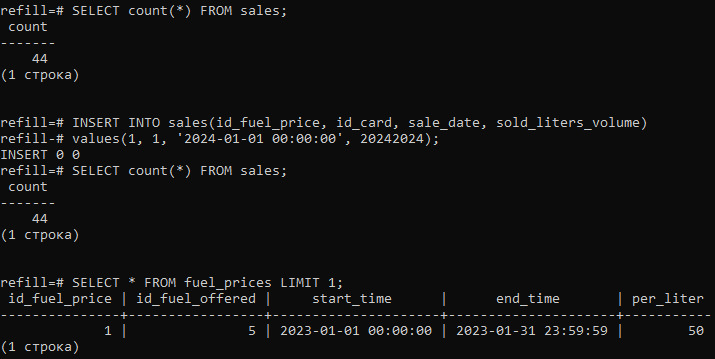 refill=# SELECT count(*) FROM sales;
 count
-------
    44
(1 строка)
refill=# INSERT INTO sales(id_fuel_price, id_card, sale_date, sold_liters_volume)
refill-# values(1, 1, '2024-01-01 00:00:00', 20242024);
INSERT 0 0
refill=# SELECT count(*) FROM sales;
 count
-------
    44
(1 строка)
refill=# SELECT * FROM fuel_prices LIMIT 1;
 id_fuel_price | id_fuel_offered |     start_time      |      end_time       | per_liter
---------------+-----------------+---------------------+---------------------+-----------
             1 |               5 | 2023-01-01 00:00:00 | 2023-01-31 23:59:59 |        50
(1 строка)